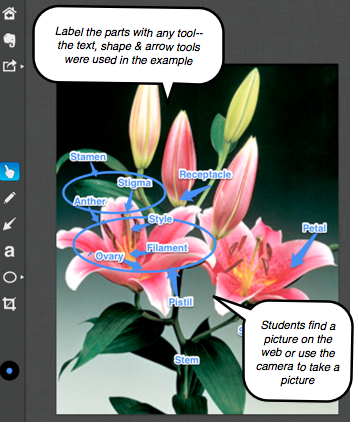 Label the parts with any tool--
the text, shape & arrow tools
were used in the example
Stamen
Stigma
Receptacle
Anther
Style
Petal
Filament
Ovary
Pistil
Stem
a
Students find a
picture on the
web or use the
camera to take a
picture